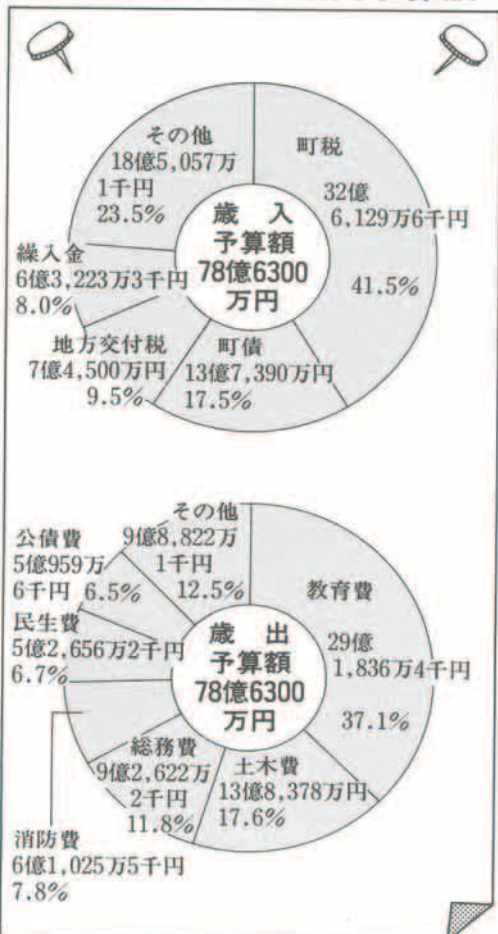 その他
18億5,057万
1千円
23.5%
町税
32億
6,129万6千円
41.5%
歳入
予算額
78億6300
万円
繰入金
6億3,223万3千円
8.0%
地方交付税
7億4,500万円
9.5%
町債
13億7,390万円
17.5%
その他
9億8,822万
1千円
12.5%
公債費
5億959万
6千円 6.5%
教育費
29億
1,836万4千円
37.1%
民生費
5億2,656万2千円
6.7%
歳出
予算額
78億6300
万円
総務費
9億2,622万
2千円
11.8%
土木費
13億8,378万円
17.6%
消防費
6億1,025万5千円
7.8%